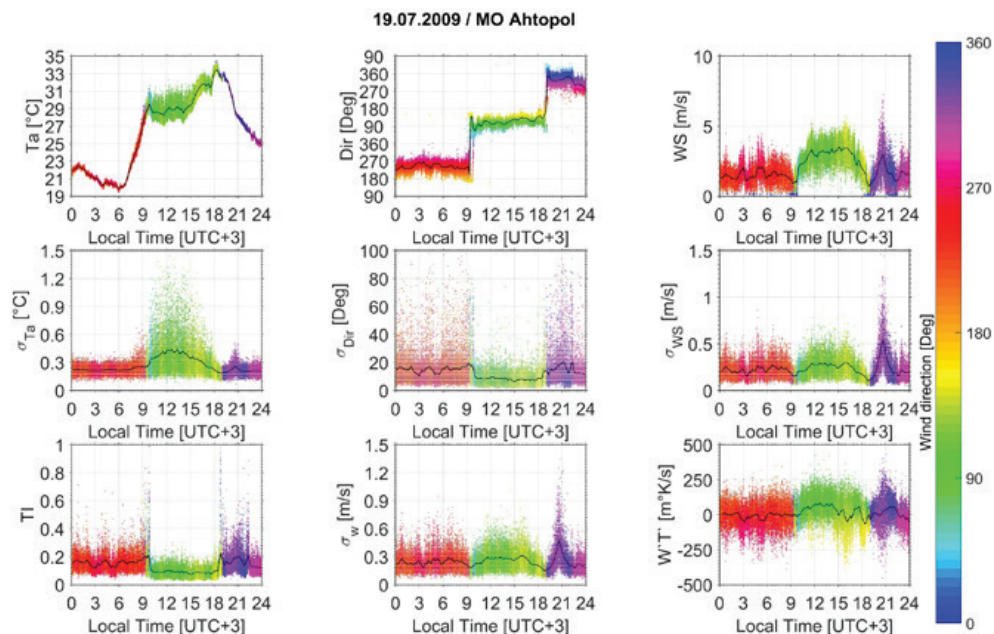 19.07.2009 / MO Ahtopol
Ta [°C]
35
33
31
29
27
25
23
21
19
0 3 6 9 12 15 18 21 24
Local Time [UTC+3]
Dir [Deg]
90
360
270
180
90
360
270
180
90
0 3 6 9 12 15 18 21 24
Local Time [UTC+3]
WS [m/s]
10
5
0
0 3 6 9 12 15 18 21 24
Local Time [UTC+3]
σTa [°C]
1.5
1.2
0.9
0.6
0.3
0
0 3 6 9 12 15 18 21 24
Local Time [UTC+3]
σDir [Deg]
100
80
60
40
20
0
0 3 6 9 12 15 18 21 24
Local Time [UTC+3]
σWS [m/s]
1.5
1
0.5
0
0 3 6 9 12 15 18 21 24
Local Time [UTC+3]
TI
1
0.8
0.6
0.4
0.2
0
0 3 6 9 12 15 18 21 24
Local Time [UTC+3]
σw [m/s]
1.5
1.2
0.9
0.6
0.3
0
0 3 6 9 12 15 18 21 24
Local Time [UTC+3]
W`T` [m°K/s]
500
250
0
-250
-500
0 3 6 9 12 15 18 21 24
Local Time [UTC+3]
Wind direction [Deg]
360
270
180
90
0